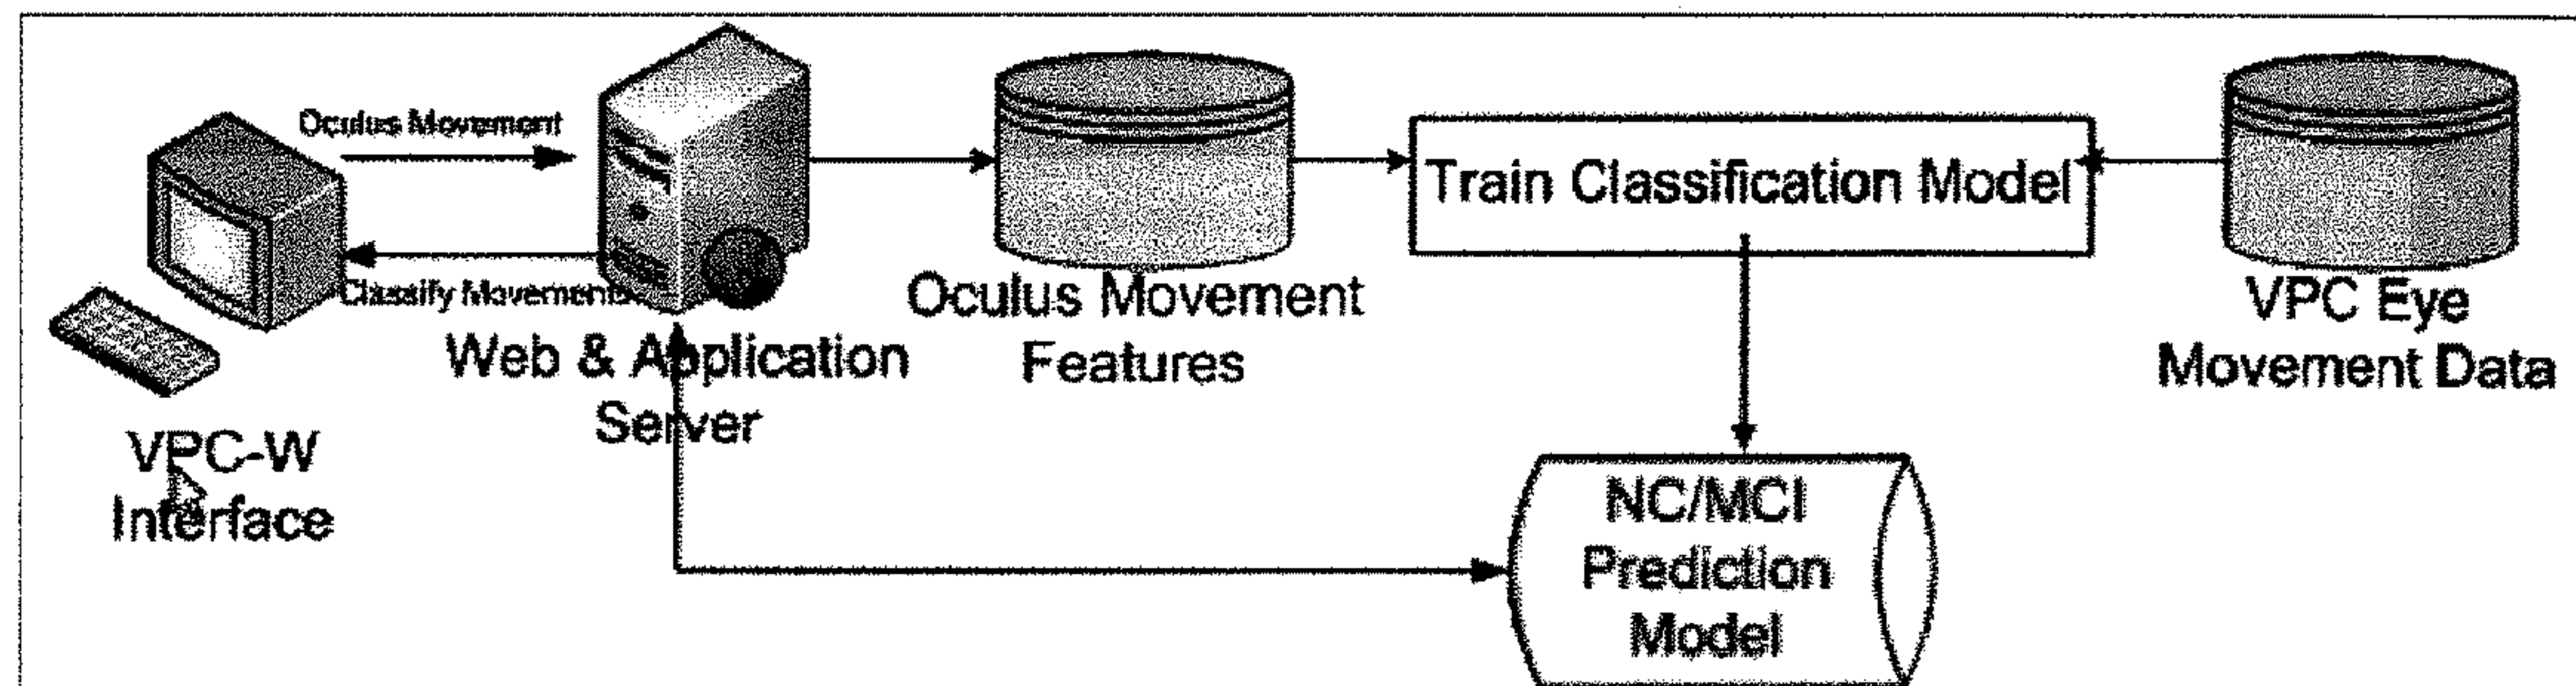 Oculus Movement
Classify Movements
VPC-W
Interface
Web & Application
Server
Oculus Movement
Features
Train Classification Model
VPC Eye
Movement Data
NC/MCI
Prediction
Model